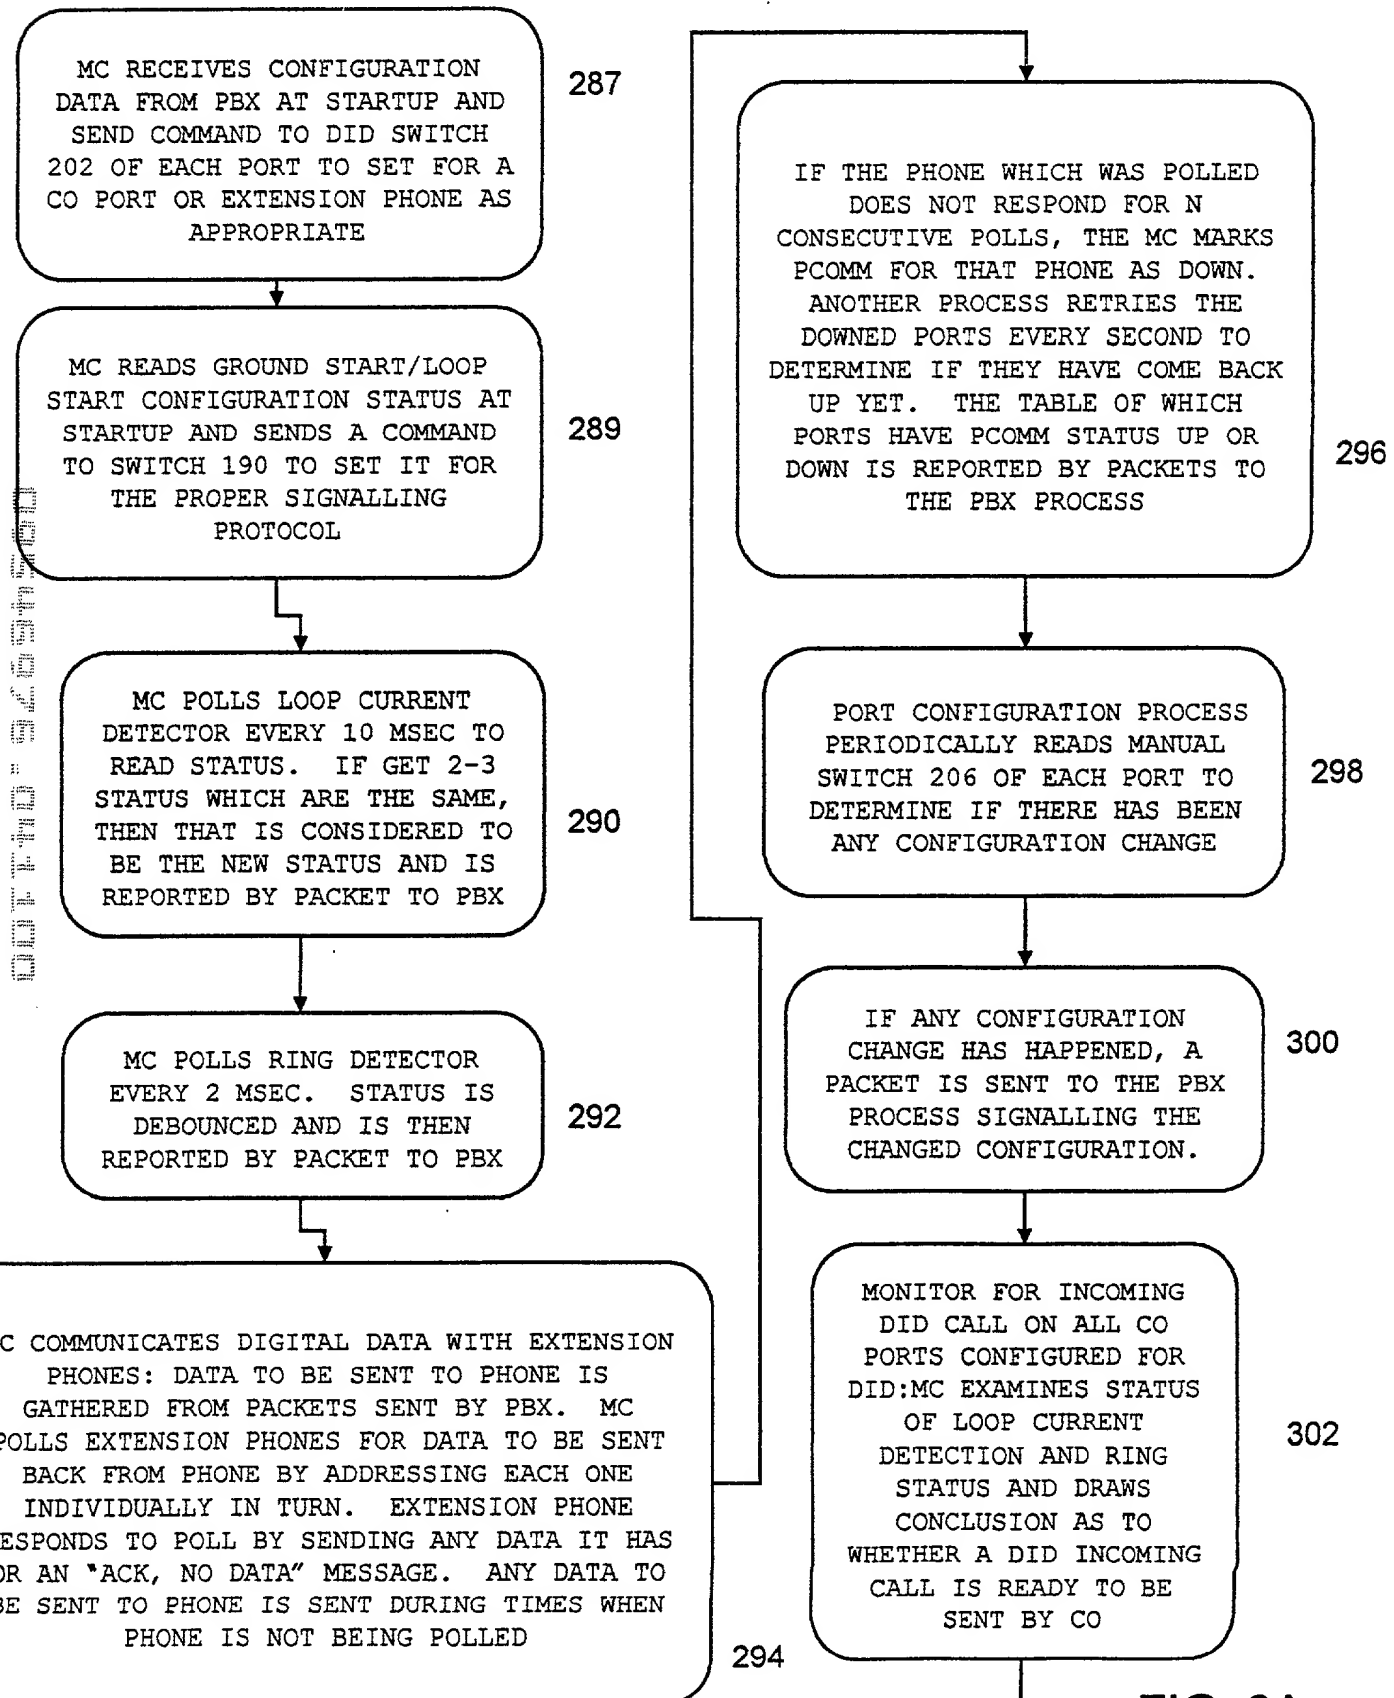 MC RECEIVES CONFIGURATION
DATA FROM PBX AT STARTUP AND
SEND COMMAND TO DID SWITCH
202 OF EACH PORT TO SET FOR A
CO PORT OR EXTENSION PHONE AS
APPROPRIATE
287
MC READS GROUND START/LOOP
START CONFIGURATION STATUS AT
STARTUP AND SENDS A COMMAND
TO SWITCH 190 TO SET IT FOR
THE PROPER SIGNALLING
PROTOCOL
289
MC POLLS LOOP CURRENT
DETECTOR EVERY 10 MSEC TO
READ STATUS. IF GET 2-3
STATUS WHICH ARE THE SAME,
THEN THAT IS CONSIDERED TO
BE THE NEW STATUS AND IS
REPORTED BY PACKET TO PBX
290
MC POLLS RING DETECTOR
EVERY 2 MSEC. STATUS IS
DEBOUNCED AND IS THEN
REPORTED BY PACKET TO PBX
292
C COMMUNICATES DIGITAL DATA WITH EXTENSION
PHONES: DATA TO BE SENT TO PHONE IS
GATHERED FROM PACKETS SENT BY PBX. MC
POLLS EXTENSION PHONES FOR DATA TO BE SENT
BACK FROM PHONE BY ADDRESSING EACH ONE
INDIVIDUALLY IN TURN. EXTENSION PHONE
ESPONDS TO POLL BY SENDING ANY DATA IT HAS
OR AN "ACK, NO DATA" MESSAGE. ANY DATA TO
BE SENT TO PHONE IS SENT DURING TIMES WHEN
PHONE IS NOT BEING POLLED
294
IF THE PHONE WHICH WAS POLLED
DOES NOT RESPOND FOR N
CONSECUTIVE POLLS, THE MC MARKS
PCOMM FOR THAT PHONE AS DOWN.
ANOTHER PROCESS RETRIES THE
DOWNED PORTS EVERY SECOND TO
DETERMINE IF THEY HAVE COME BACK
UP YET. THE TABLE OF WHICH
PORTS HAVE PCOMM STATUS UP OR
DOWN IS REPORTED BY PACKETS TO
THE PBX PROCESS
296
PORT CONFIGURATION PROCESS
PERIODICALLY READS MANUAL
SWITCH 206 OF EACH PORT TO
DETERMINE IF THERE HAS BEEN
ANY CONFIGURATION CHANGE
298
IF ANY CONFIGURATION
CHANGE HAS HAPPENED, A
PACKET IS SENT TO THE PBX
PROCESS SIGNALLING THE
CHANGED CONFIGURATION.
300
MONITOR FOR INCOMING
DID CALL ON ALL CO
PORTS CONFIGURED FOR
DID:MC EXAMINES STATUS
OF LOOP CURRENT
DETECTION AND RING
STATUS AND DRAWS
CONCLUSION AS TO
WHETHER A DID INCOMING
CALL IS READY TO BE
SENT BY CO
302